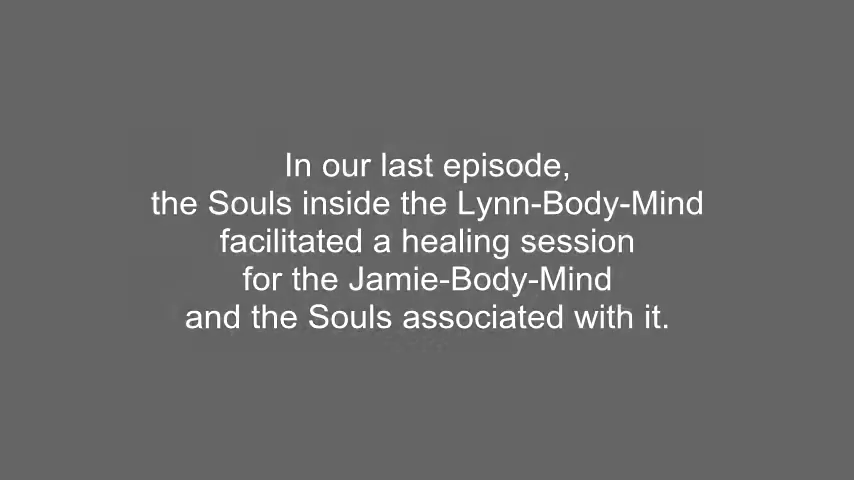 In our last episode,
the Souls inside the Lynn-Body-Mind
facilitated a healing session
for the Jamie-Body-Mind
and the Souls associated with it.